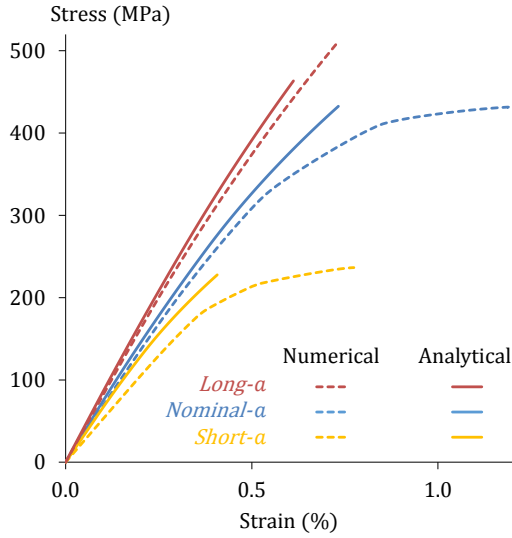 Stress (MPa)
500
400
300
200
100
0
0.0 0.5 1.0
Strain (%)
Numerical Analytical
Long-a
Nominal-a
Short-a